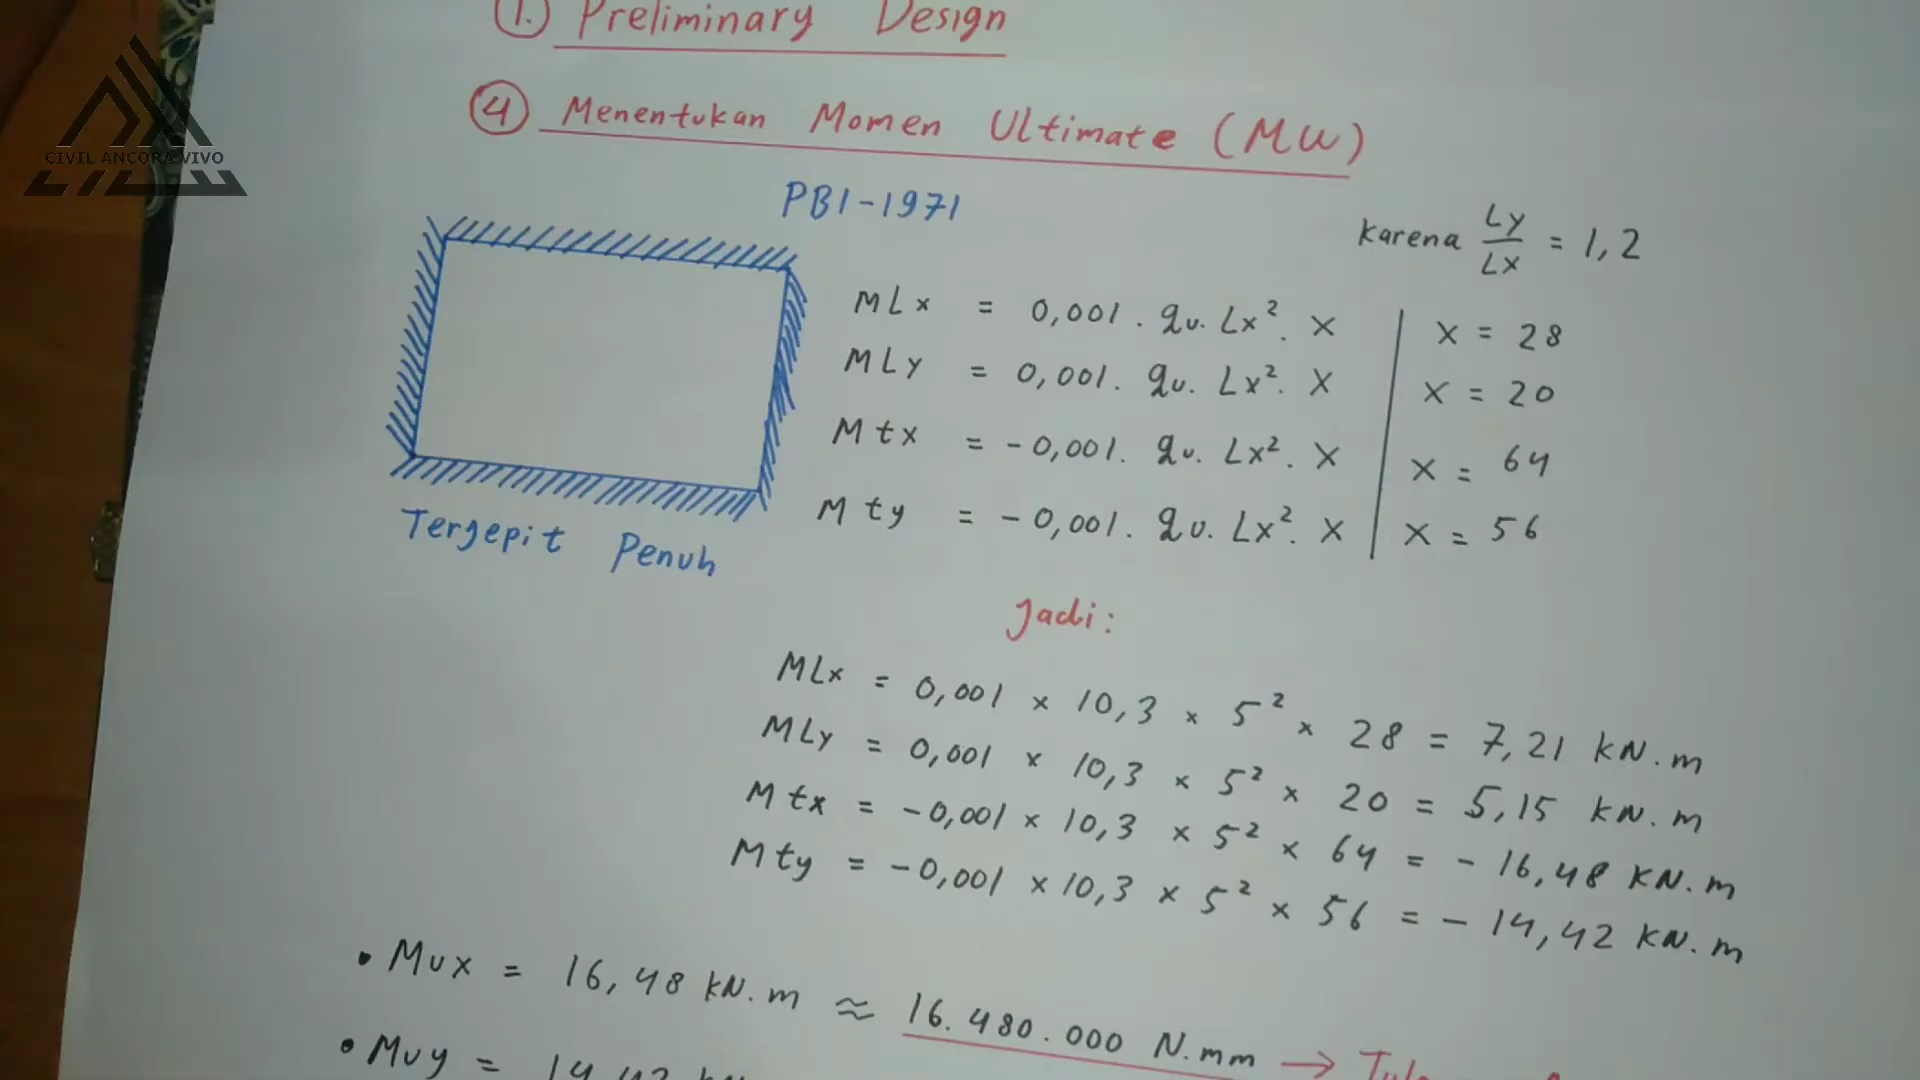 1. Preliminary Design
4 Menentukan Momen Ultimate (MU)
CIVIL ANCORA VIVO
PBI-1971
Karena Ly/Lx = 1,2
MLx = 0,001. qu. Lx². X | X = 28
MLy = 0,001. qu. Lx². X | X = 20
Mtx = -0,001. qu. Lx². X | X = 64
Mty = -0,001. qu. Lx². X | X = 56
Tergepit Penuh
Jadi:
MLx = 0,001 x 10,3 x 5² x 28 = 7,21 kN.m
MLy = 0,001 x 10,3 x 5² x 20 = 5,15 kN.m
Mtx = -0,001 x 10,3 x 5² x 64 = -16,48 kN.m
Mty = -0,001 x 10,3 x 5² x 56 = -14,42 kN.m
• Mux = 16,48 kN.m ≈ 16.480.000 N.mm →
• Muy = 14,42